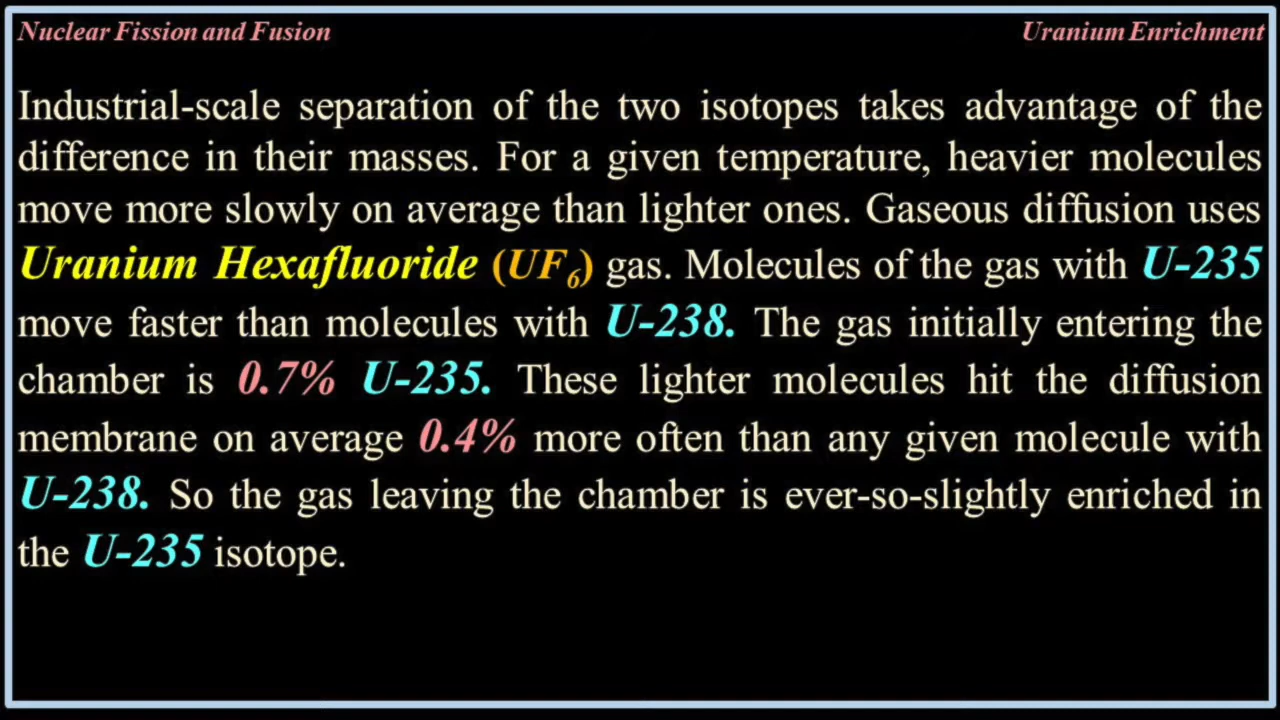 Nuclear Fission and Fusion
Uranium Enrichment
Industrial-scale separation of the two isotopes takes advantage of the
difference in their masses. For a given temperature, heavier molecules
move more slowly on average than lighter ones. Gaseous diffusion uses
Uranium Hexafluoride (UF₆) gas. Molecules of the gas with U-235
move faster than molecules with U-238. The gas initially entering the
chamber is 0.7% U-235. These lighter molecules hit the diffusion
membrane on average 0.4% more often than any given molecule with
U-238. So the gas leaving the chamber is ever-so-slightly enriched in
the U-235 isotope.